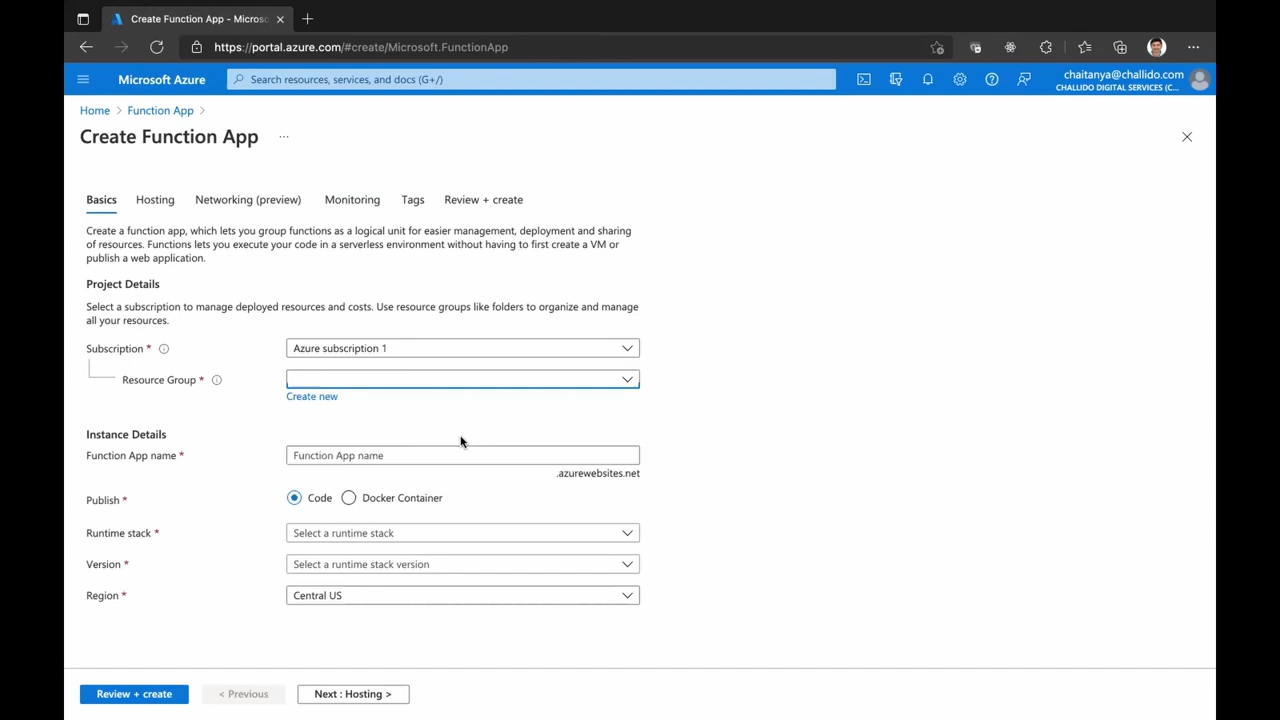 Create Function App - Micros
https://portal.azure.com/#create/Microsoft.FunctionApp
Microsoft Azure
Search resources, services, and docs (G+/)
chaitanya@challido.com
CHALLIDO DIGITAL SERVICES (C...
Home > Function App >
Create Function App ...
Basics Hosting Networking (preview) Monitoring Tags Review + create
Create a function app, which lets you group functions as a logical unit for easier management, deployment and sharing
of resources. Functions lets you execute your code in a serverless environment without having to first create a VM or
publish a web application.
Project Details
Select a subscription to manage deployed resources and costs. Use resource groups like folders to organize and manage
all your resources.
Subscription * Azure subscription 1
Resource Group *
Create new
Instance Details
Function App name * Function App name
.azurewebsites.net
Publish * Code Docker Container
Runtime stack * Select a runtime stack
Version * Select a runtime stack version
Region * Central US
Review + create < Previous Next : Hosting >